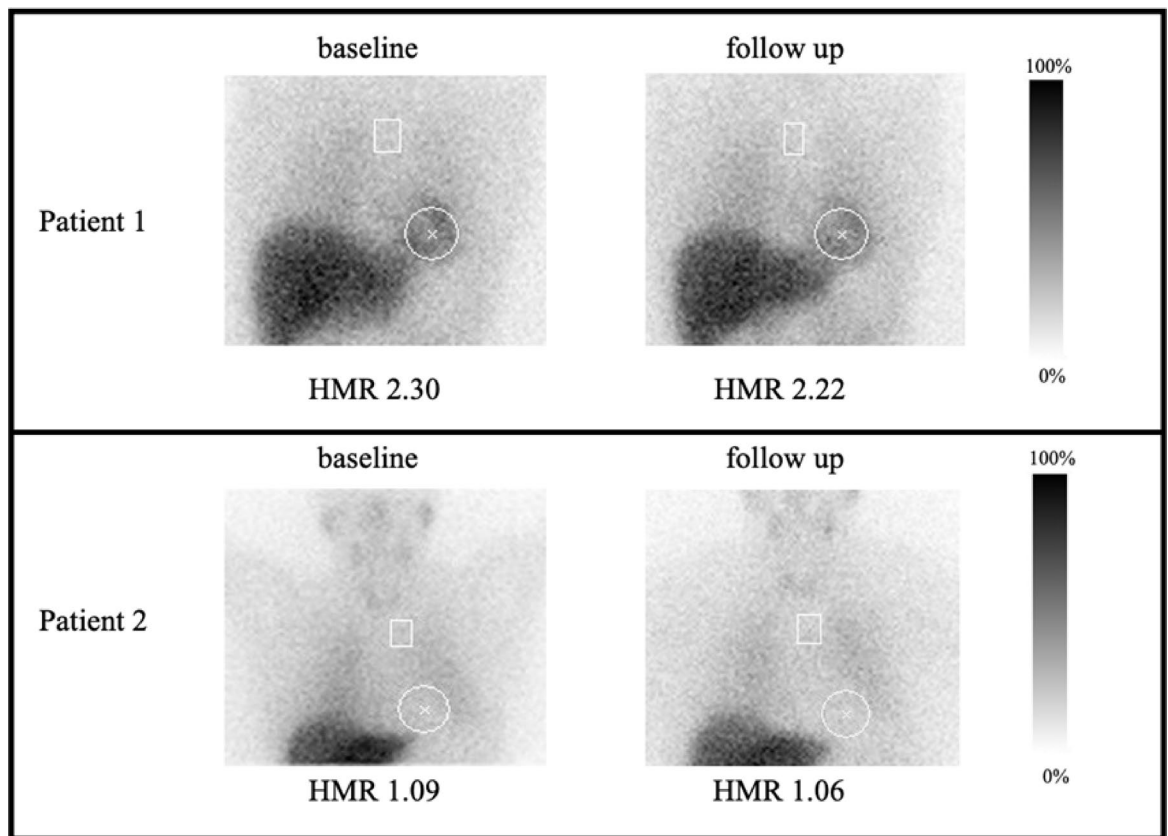 baseline
follow up
100%
Patient 1
0%
HMR 2.30
HMR 2.22
baseline
follow up
100%
Patient 2
0%
HMR 1.09
HMR 1.06